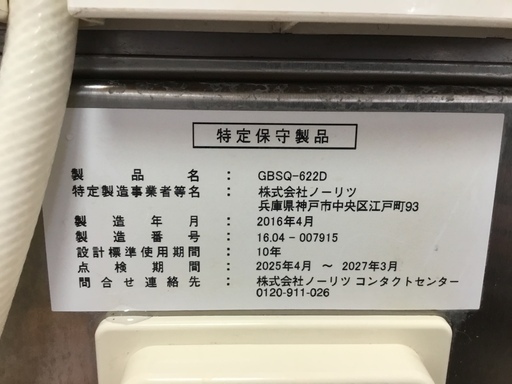 特定保守製品
製品名 : GBSQ-622D
特定製造事業者等名 : 株式会社ノーリツ
兵庫県神戸市中央区江戸町93
製造年月 : 2016年4月
製造番号 : 16.04-007915
設計標準使用期間 : 10年
点検期間 : 2025年4月 ～ 2027年3月
問合せ連絡先 : 株式会社ノーリツ コンタクトセンター
0120-911-026